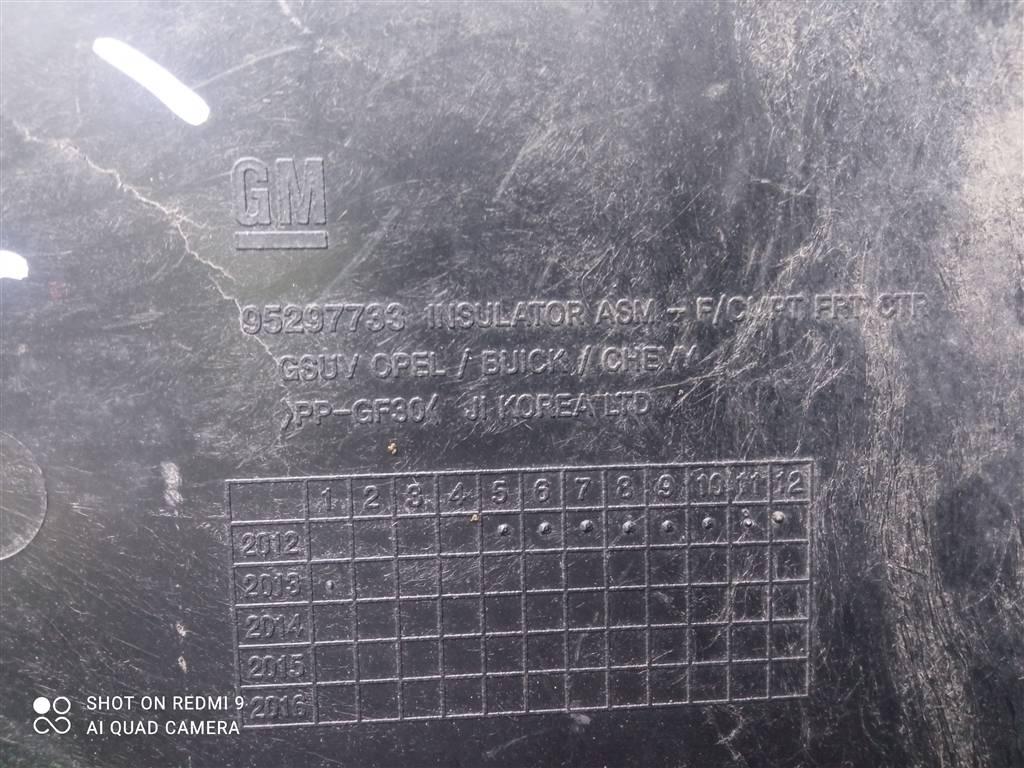 GM
95297733 INSULATOR ASM - F/CMPT FRT CTR
GSUV OPEL / BUICK / CHEVY
>PP-GF30< JI KOREA LTD
1 2 3 4 5 6 7 8 9 10 11 12
2012
2013
2014
2015
2016
SHOT ON REDMI 9
AI QUAD CAMERA